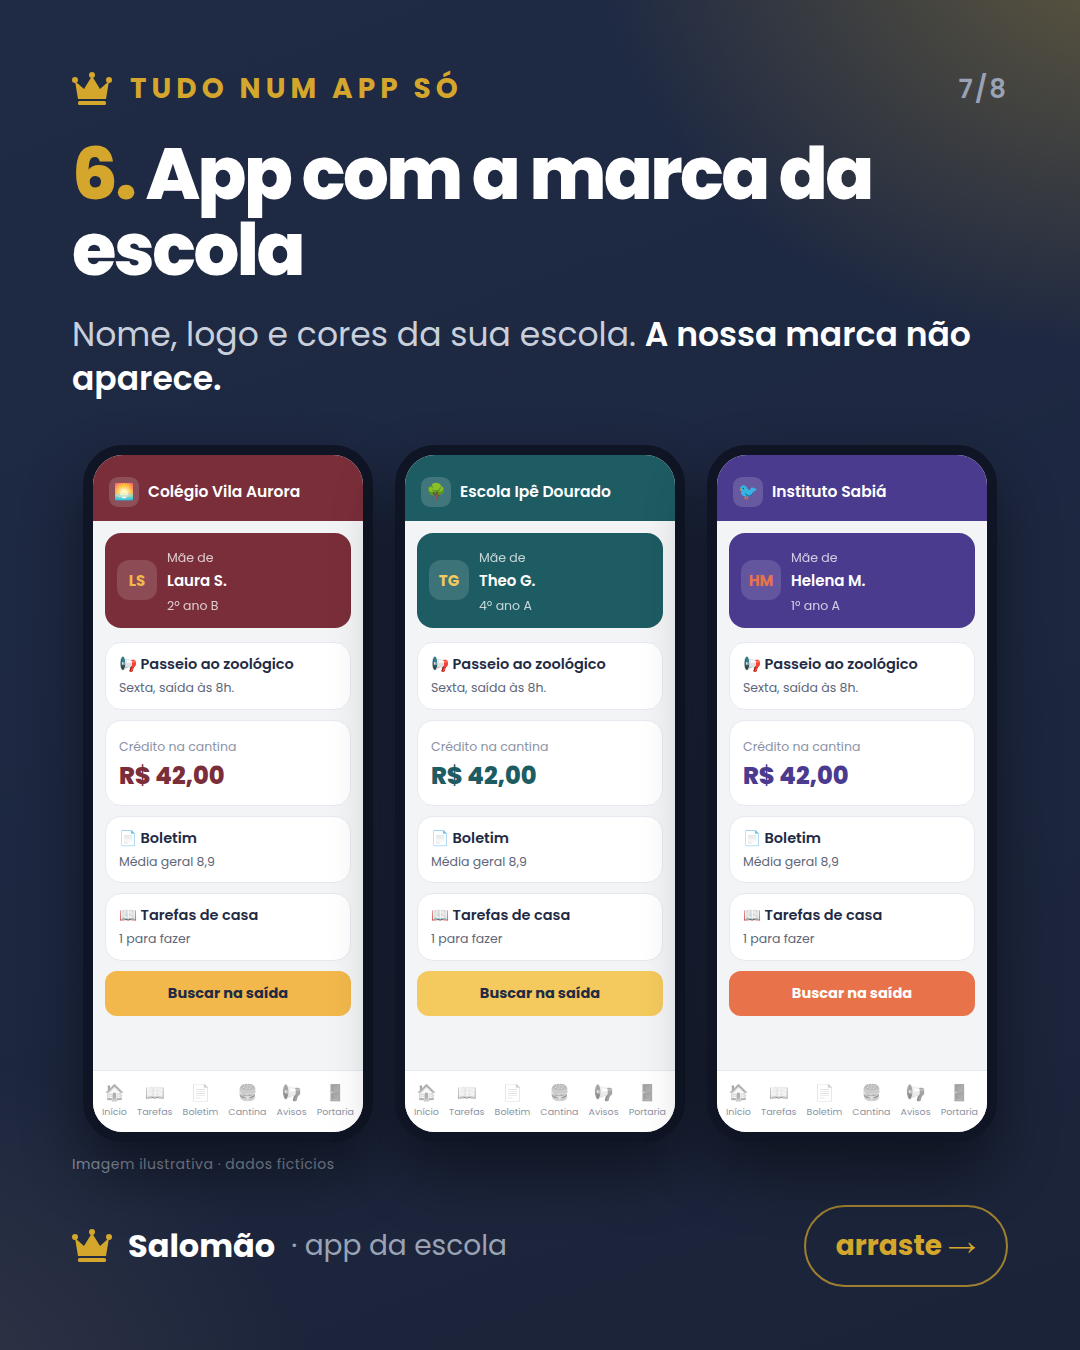 TUDO NUM APP SÓ
7/8
6. App com a marca da
escola
Nome, logo e cores da sua escola. A nossa marca não
aparece.
Colégio Vila Aurora
Mãe de
LS
Laura S.
2º ano B
Passeio ao zoológico
Sexta, saída às 8h.
Crédito na cantina
R$ 42,00
Boletim
Média geral 8,9
Tarefas de casa
1 para fazer
Buscar na saída
Início Tarefas Boletim Cantina Avisos Portaria
Escola Ipê Dourado
Mãe de
TG
Theo G.
4º ano A
Passeio ao zoológico
Sexta, saída às 8h.
Crédito na cantina
R$ 42,00
Boletim
Média geral 8,9
Tarefas de casa
1 para fazer
Buscar na saída
Início Tarefas Boletim Cantina Avisos Portaria
Instituto Sabiá
Mãe de
HM
Helena M.
1º ano A
Passeio ao zoológico
Sexta, saída às 8h.
Crédito na cantina
R$ 42,00
Boletim
Média geral 8,9
Tarefas de casa
1 para fazer
Buscar na saída
Início Tarefas Boletim Cantina Avisos Portaria
Imagem ilustrativa · dados fictícios
Salomão · app da escola
arraste →